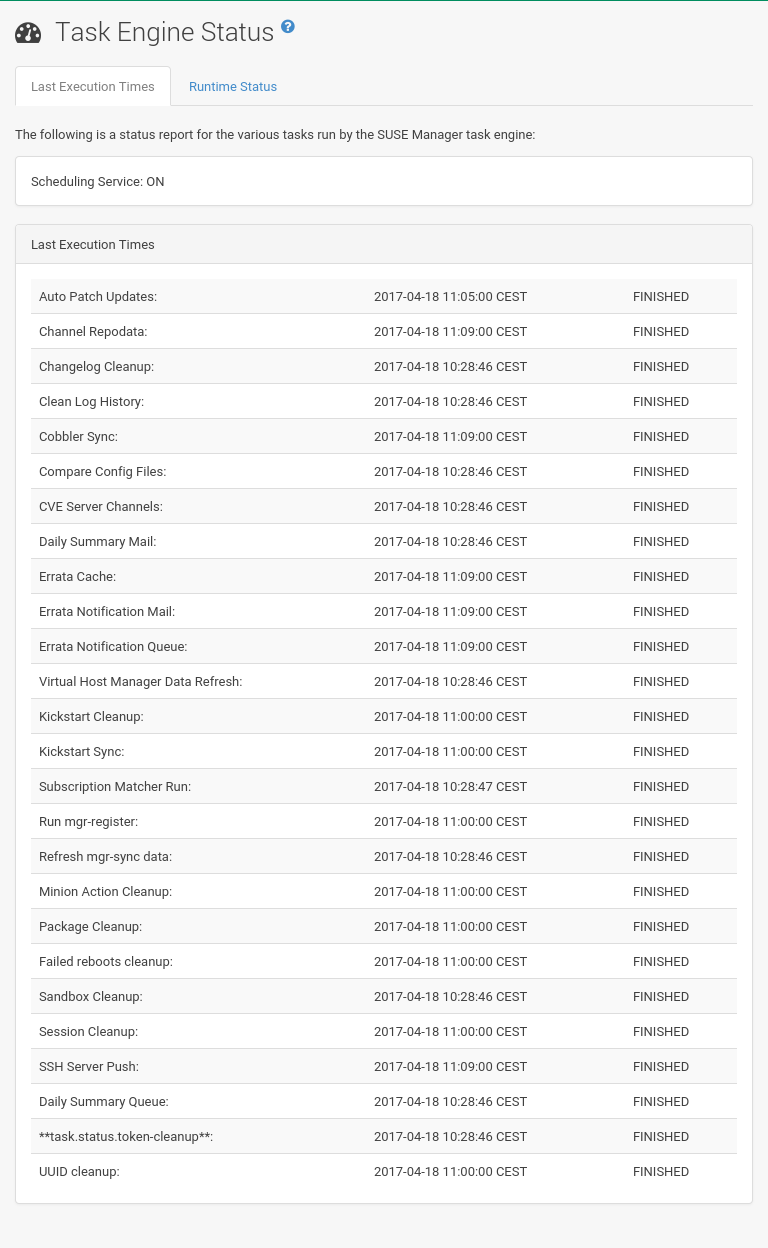 Task Engine Status ?
Last Execution Times Runtime Status
The following is a status report for the various tasks run by the SUSE Manager task engine:
Scheduling Service: ON
Last Execution Times
Auto Patch Updates: 2017-04-18 11:05:00 CEST FINISHED
Channel Repodata: 2017-04-18 11:09:00 CEST FINISHED
Changelog Cleanup: 2017-04-18 10:28:46 CEST FINISHED
Clean Log History: 2017-04-18 10:28:46 CEST FINISHED
Cobbler Sync: 2017-04-18 11:09:00 CEST FINISHED
Compare Config Files: 2017-04-18 10:28:46 CEST FINISHED
CVE Server Channels: 2017-04-18 10:28:46 CEST FINISHED
Daily Summary Mail: 2017-04-18 10:28:46 CEST FINISHED
Errata Cache: 2017-04-18 11:09:00 CEST FINISHED
Errata Notification Mail: 2017-04-18 11:09:00 CEST FINISHED
Errata Notification Queue: 2017-04-18 11:09:00 CEST FINISHED
Virtual Host Manager Data Refresh: 2017-04-18 10:28:46 CEST FINISHED
Kickstart Cleanup: 2017-04-18 11:00:00 CEST FINISHED
Kickstart Sync: 2017-04-18 11:00:00 CEST FINISHED
Subscription Matcher Run: 2017-04-18 10:28:47 CEST FINISHED
Run mgr-register: 2017-04-18 11:00:00 CEST FINISHED
Refresh mgr-sync data: 2017-04-18 10:28:46 CEST FINISHED
Minion Action Cleanup: 2017-04-18 11:00:00 CEST FINISHED
Package Cleanup: 2017-04-18 11:00:00 CEST FINISHED
Failed reboots cleanup: 2017-04-18 11:00:00 CEST FINISHED
Sandbox Cleanup: 2017-04-18 10:28:46 CEST FINISHED
Session Cleanup: 2017-04-18 11:00:00 CEST FINISHED
SSH Server Push: 2017-04-18 11:09:00 CEST FINISHED
Daily Summary Queue: 2017-04-18 10:28:46 CEST FINISHED
**task.status.token-cleanup**: 2017-04-18 10:28:46 CEST FINISHED
UUID cleanup: 2017-04-18 11:00:00 CEST FINISHED